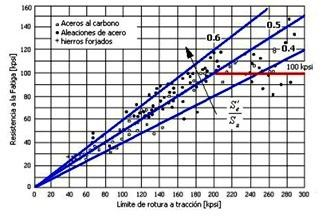 Aceros al carbono
Aleaciones de acero
hierros forjados
0.6
0.5
0.4
100 kpsi
Resistencia a la Fatiga [kpsi]
160
140
120
100
80
60
40
20
0
0 20 40 60 80 100 120 140 160 180 200 220 240 260 280 300
Límite de rotura a tracción [kpsi]